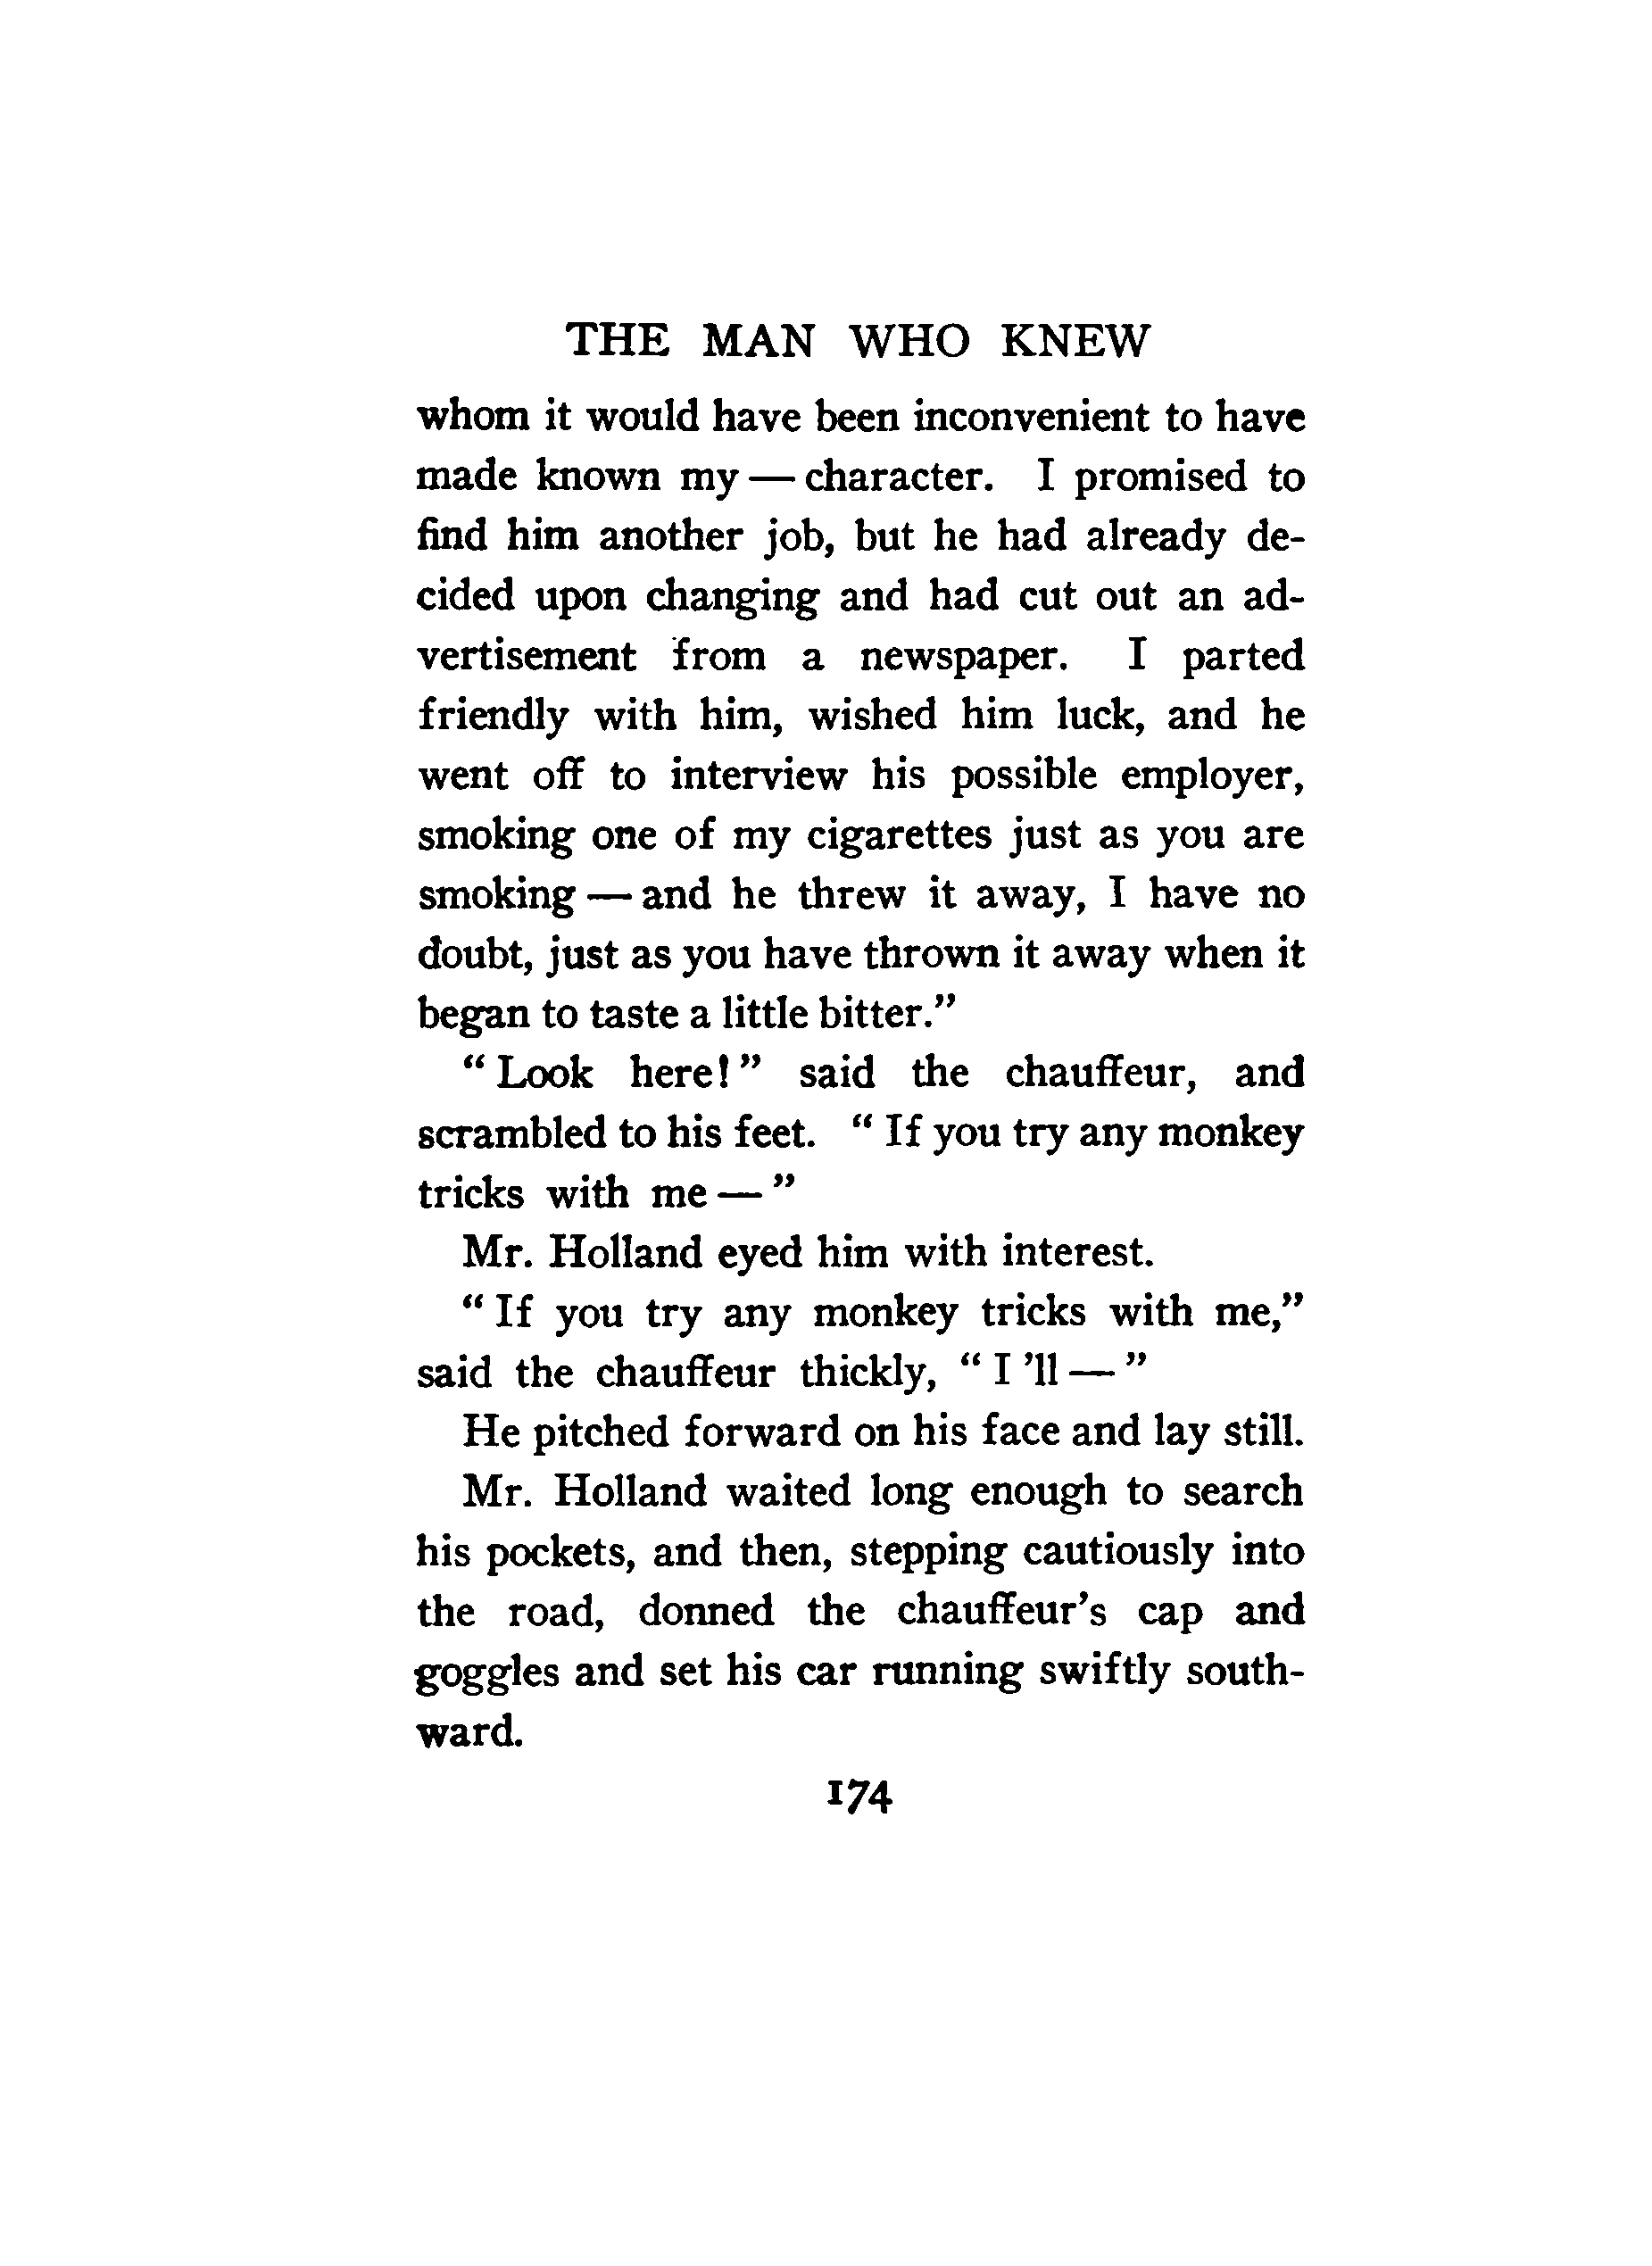 THE MAN WHO KNEW
whom it would have been inconvenient to have
made known my — character. I promised to
find him another job, but he had already de-
cided upon changing and had cut out an ad-
vertisement from a newspaper. I parted
friendly with him, wished him luck, and he
went off to interview his possible employer,
smoking one of my cigarettes just as you are
smoking — and he threw it away, I have no
doubt, just as you have thrown it away when it
began to taste a little bitter.”
“ Look here! ” said the chauffeur, and
scrambled to his feet. “ If you try any monkey
tricks with me — ”
Mr. Holland eyed him with interest.
“ If you try any monkey tricks with me,”
said the chauffeur thickly, “ I ’ll — ”
He pitched forward on his face and lay still.
Mr. Holland waited long enough to search
his pockets, and then, stepping cautiously into
the road, donned the chauffeur’s cap and
goggles and set his car running swiftly south-
ward.
174